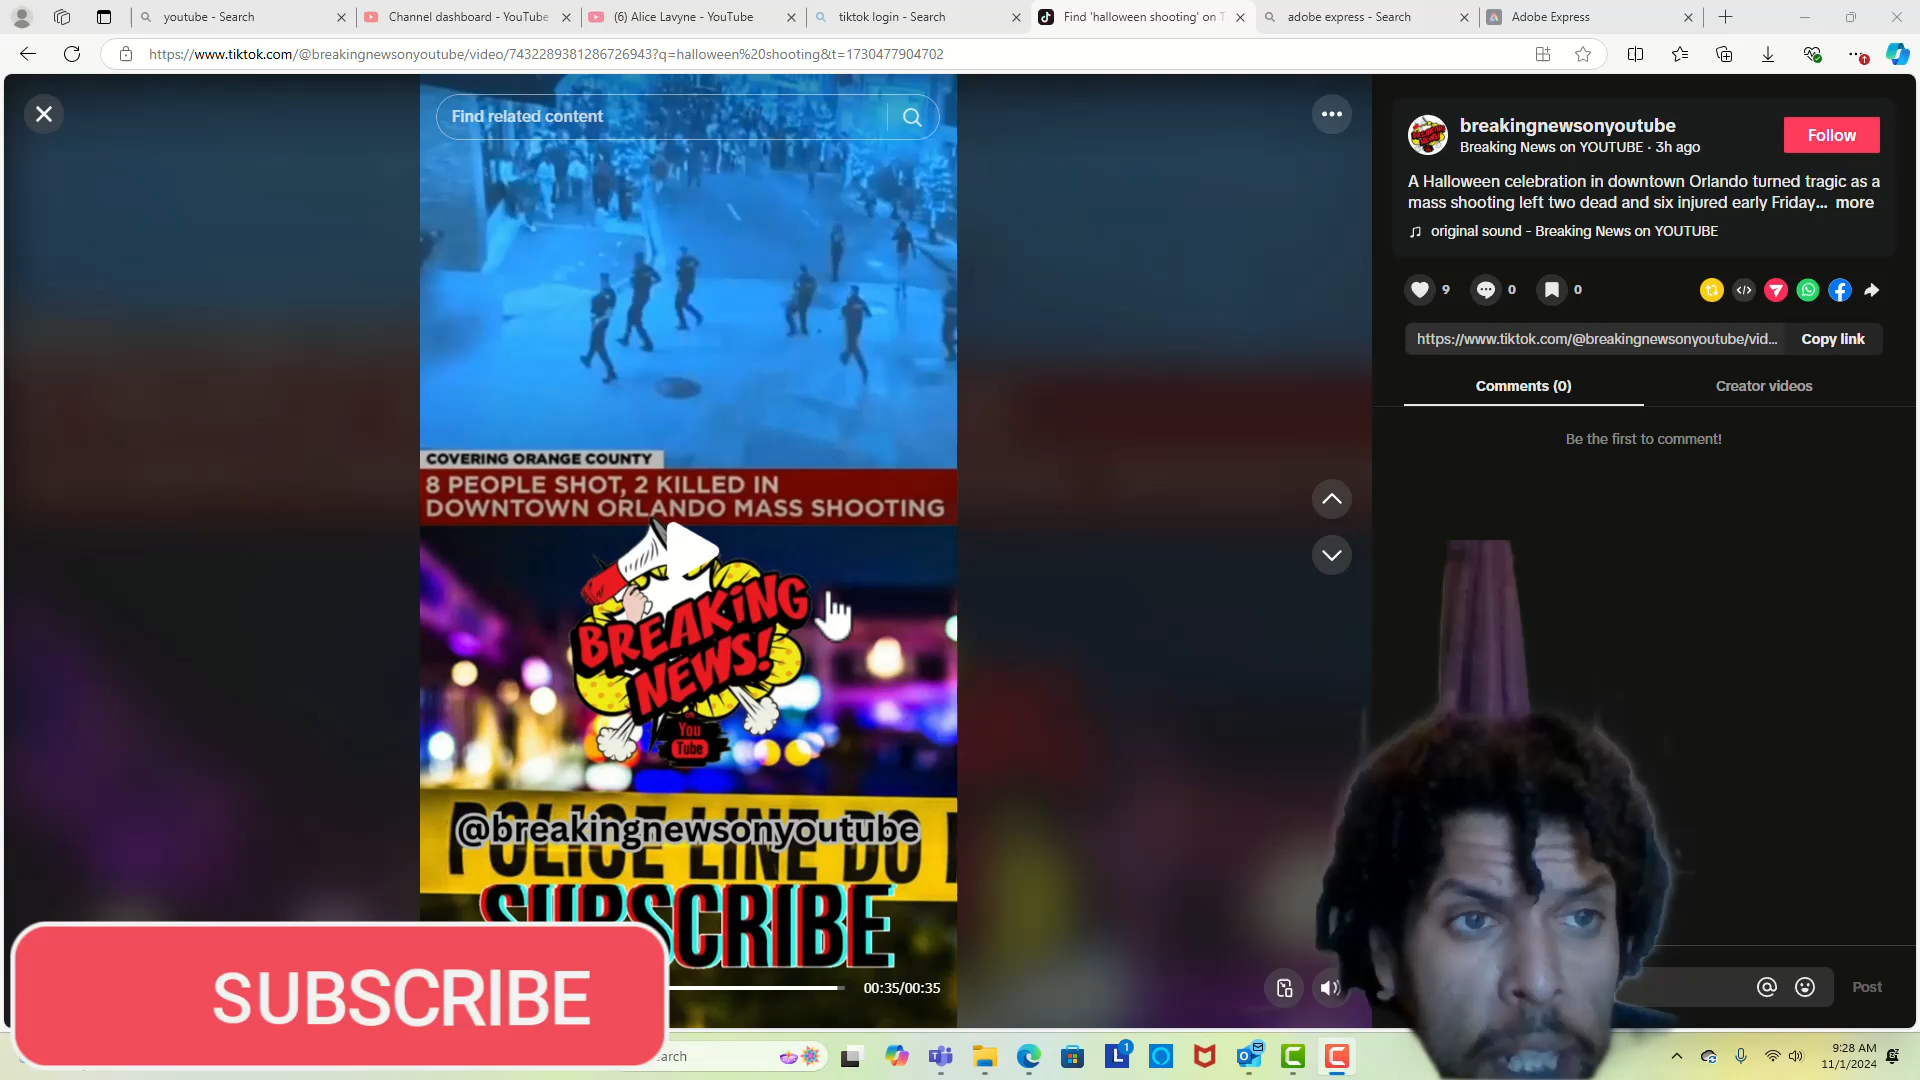 youtube - Search
Channel dashboard - YouTube
(6) Alice Lavyne - YouTube
tiktok login - Search
Find 'halloween shooting' on T
adobe express - Search
Adobe Express
https://www.tiktok.com/@breakingnewsonyoutube/video/7432289381286726943?q=halloween%20shooting&t=1730477904702
Find related content
COVERING ORANGE COUNTY
8 PEOPLE SHOT, 2 KILLED IN
DOWNTOWN ORLANDO MASS SHOOTING
BREAKiNG
NEWS!
You
Tube
@breakingnewsonyoutube
POLICE LINE DO
SUBSCRIBE
00:35/00:35
SUBSCRIBE
breakingnewsonyoutube
Breaking News on YOUTUBE · 3h ago
Follow
A Halloween celebration in downtown Orlando turned tragic as a
mass shooting left two dead and six injured early Friday... more
original sound - Breaking News on YOUTUBE
9
0
0
https://www.tiktok.com/@breakingnewsonyoutube/vid...
Copy link
Comments (0)
Creator videos
Be the first to comment!
Post
earch
1
9:28 AM
11/1/2024